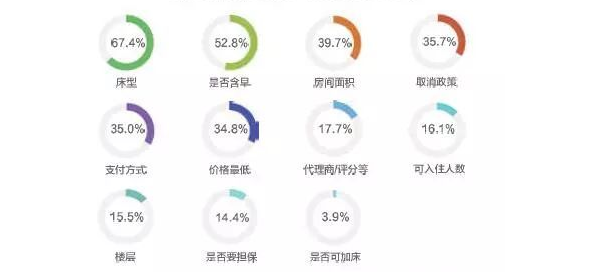 67.4%
52.8%
39.7%
35.7%
床型
是否含早
房间面积
取消政策
35.0%
34.8%
17.7%
16.1%
支付方式
价格最低
代理商/评分等
可入住人数
15.5%
14.4%
3.9%
楼层
是否要担保
是否可加床